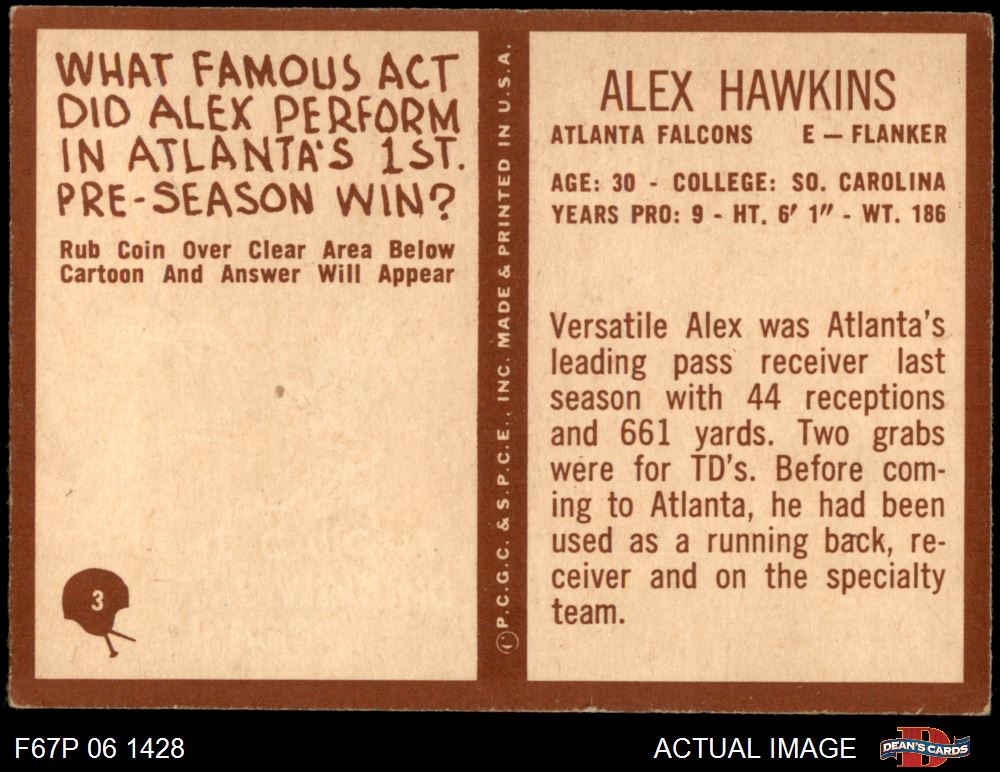 WHAT FAMOUS ACT
DID ALEX PERFORM
IN ATLANTA'S 1ST.
PRE-SEASON WIN?
Rub Coin Over Clear Area Below
Cartoon And Answer Will Appear
3
© P.C.G.C. & S.P.C.E., INC. MADE & PRINTED IN U.S.A.
ALEX HAWKINS
ATLANTA FALCONS E — FLANKER
AGE: 30 - COLLEGE: SO. CAROLINA
YEARS PRO: 9 - HT. 6' 1" - WT. 186
Versatile Alex was Atlanta's
leading pass receiver last
season with 44 receptions
and 661 yards. Two grabs
were for TD's. Before com-
ing to Atlanta, he had been
used as a running back, re-
ceiver and on the specialty
team.
F67P 06 1428
ACTUAL IMAGE
D
DEAN'S CARDS